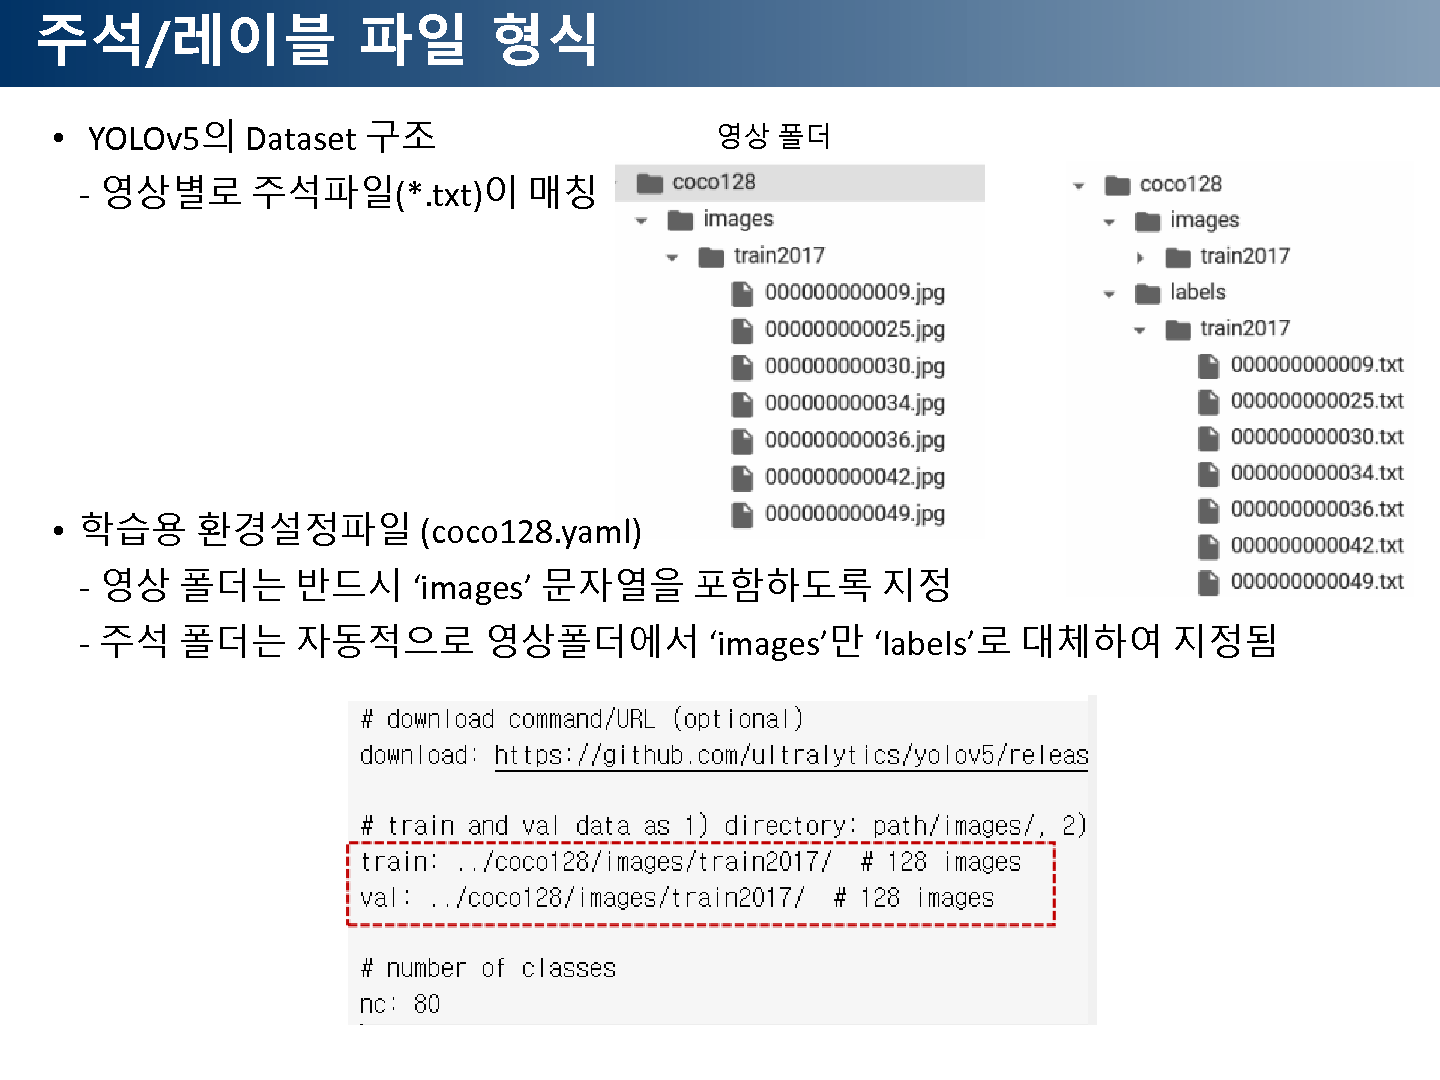 주석/레이블 파일 형식
• YOLOv5의 Dataset 구조
- 영상별로 주석파일(*.txt)이 매칭
영상 폴더
coco128
images
train2017
000000000009.jpg
000000000025.jpg
000000000030.jpg
000000000034.jpg
000000000036.jpg
000000000042.jpg
000000000049.jpg
coco128
images
train2017
labels
train2017
000000000009.txt
000000000025.txt
000000000030.txt
000000000034.txt
000000000036.txt
000000000042.txt
000000000049.txt
• 학습용 환경설정파일 (coco128.yaml)
- 영상 폴더는 반드시 ‘images’ 문자열을 포함하도록 지정
- 주석 폴더는 자동적으로 영상폴더에서 ‘images’만 ‘labels’로 대체하여 지정됨
# download command/URL (optional)
download: https://github.com/ultralytics/yolov5/releas
# train and val data as 1) directory: path/images/, 2)
train: ../coco128/images/train2017/ # 128 images
val: ../coco128/images/train2017/ # 128 images
# number of classes
nc: 80